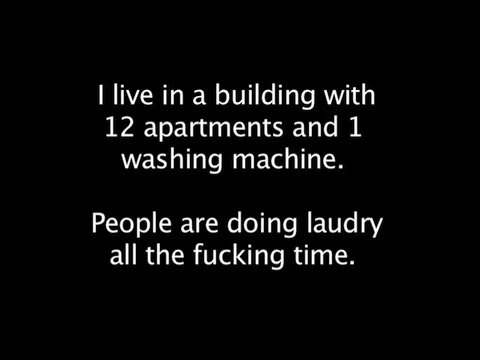 I live in a building with
12 apartments and 1
washing machine.
People are doing laudry
all the fucking time.